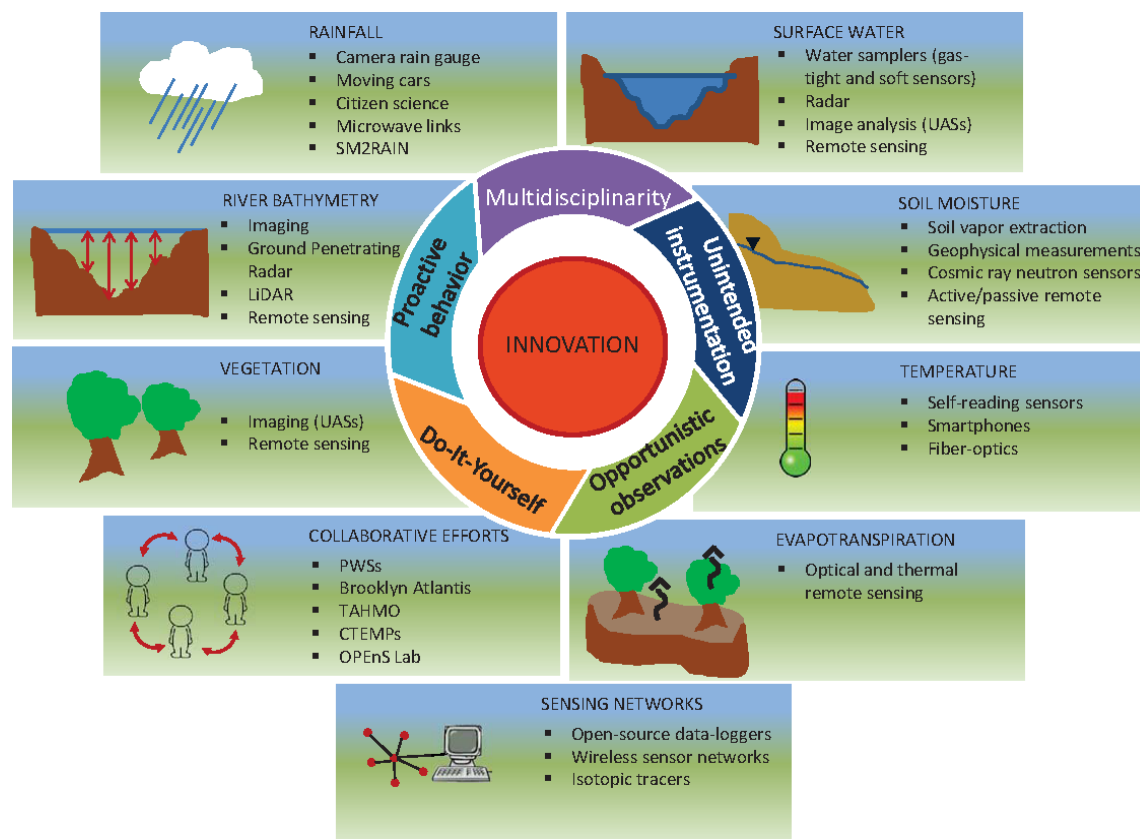 RAINFALL
▪ Camera rain gauge
▪ Moving cars
▪ Citizen science
▪ Microwave links
▪ SM2RAIN
SURFACE WATER
▪ Water samplers (gas-
tight and soft sensors)
▪ Radar
▪ Image analysis (UASs)
▪ Remote sensing
RIVER BATHYMETRY
▪ Imaging
▪ Ground Penetrating
Radar
▪ LiDAR
▪ Remote sensing
Multidisciplinarity
Unintended
instrumentation
Proactive
behavior
INNOVATION
Do-It-Yourself
Opportunistic
observations
SOIL MOISTURE
▪ Soil vapor extraction
▪ Geophysical measurements
▪ Cosmic ray neutron sensors
▪ Active/passive remote
sensing
VEGETATION
▪ Imaging (UASs)
▪ Remote sensing
TEMPERATURE
▪ Self-reading sensors
▪ Smartphones
▪ Fiber-optics
COLLABORATIVE EFFORTS
▪ PWSs
▪ Brooklyn Atlantis
▪ TAHMO
▪ CTEMPs
▪ OPEnS Lab
EVAPOTRANSPIRATION
▪ Optical and thermal
remote sensing
SENSING NETWORKS
▪ Open-source data-loggers
▪ Wireless sensor networks
▪ Isotopic tracers